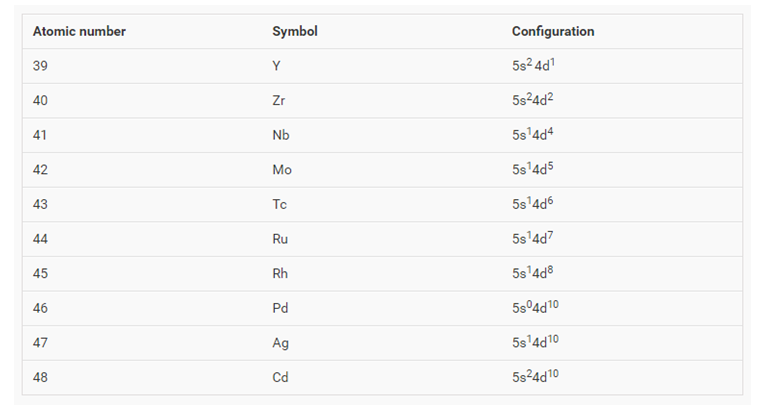 Atomic number Symbol Configuration
39 Y 5s² 4d¹
40 Zr 5s²4d²
41 Nb 5s¹4d⁴
42 Mo 5s¹4d⁵
43 Tc 5s¹4d⁶
44 Ru 5s¹4d⁷
45 Rh 5s¹4d⁸
46 Pd 5s⁰4d¹⁰
47 Ag 5s¹4d¹⁰
48 Cd 5s²4d¹⁰